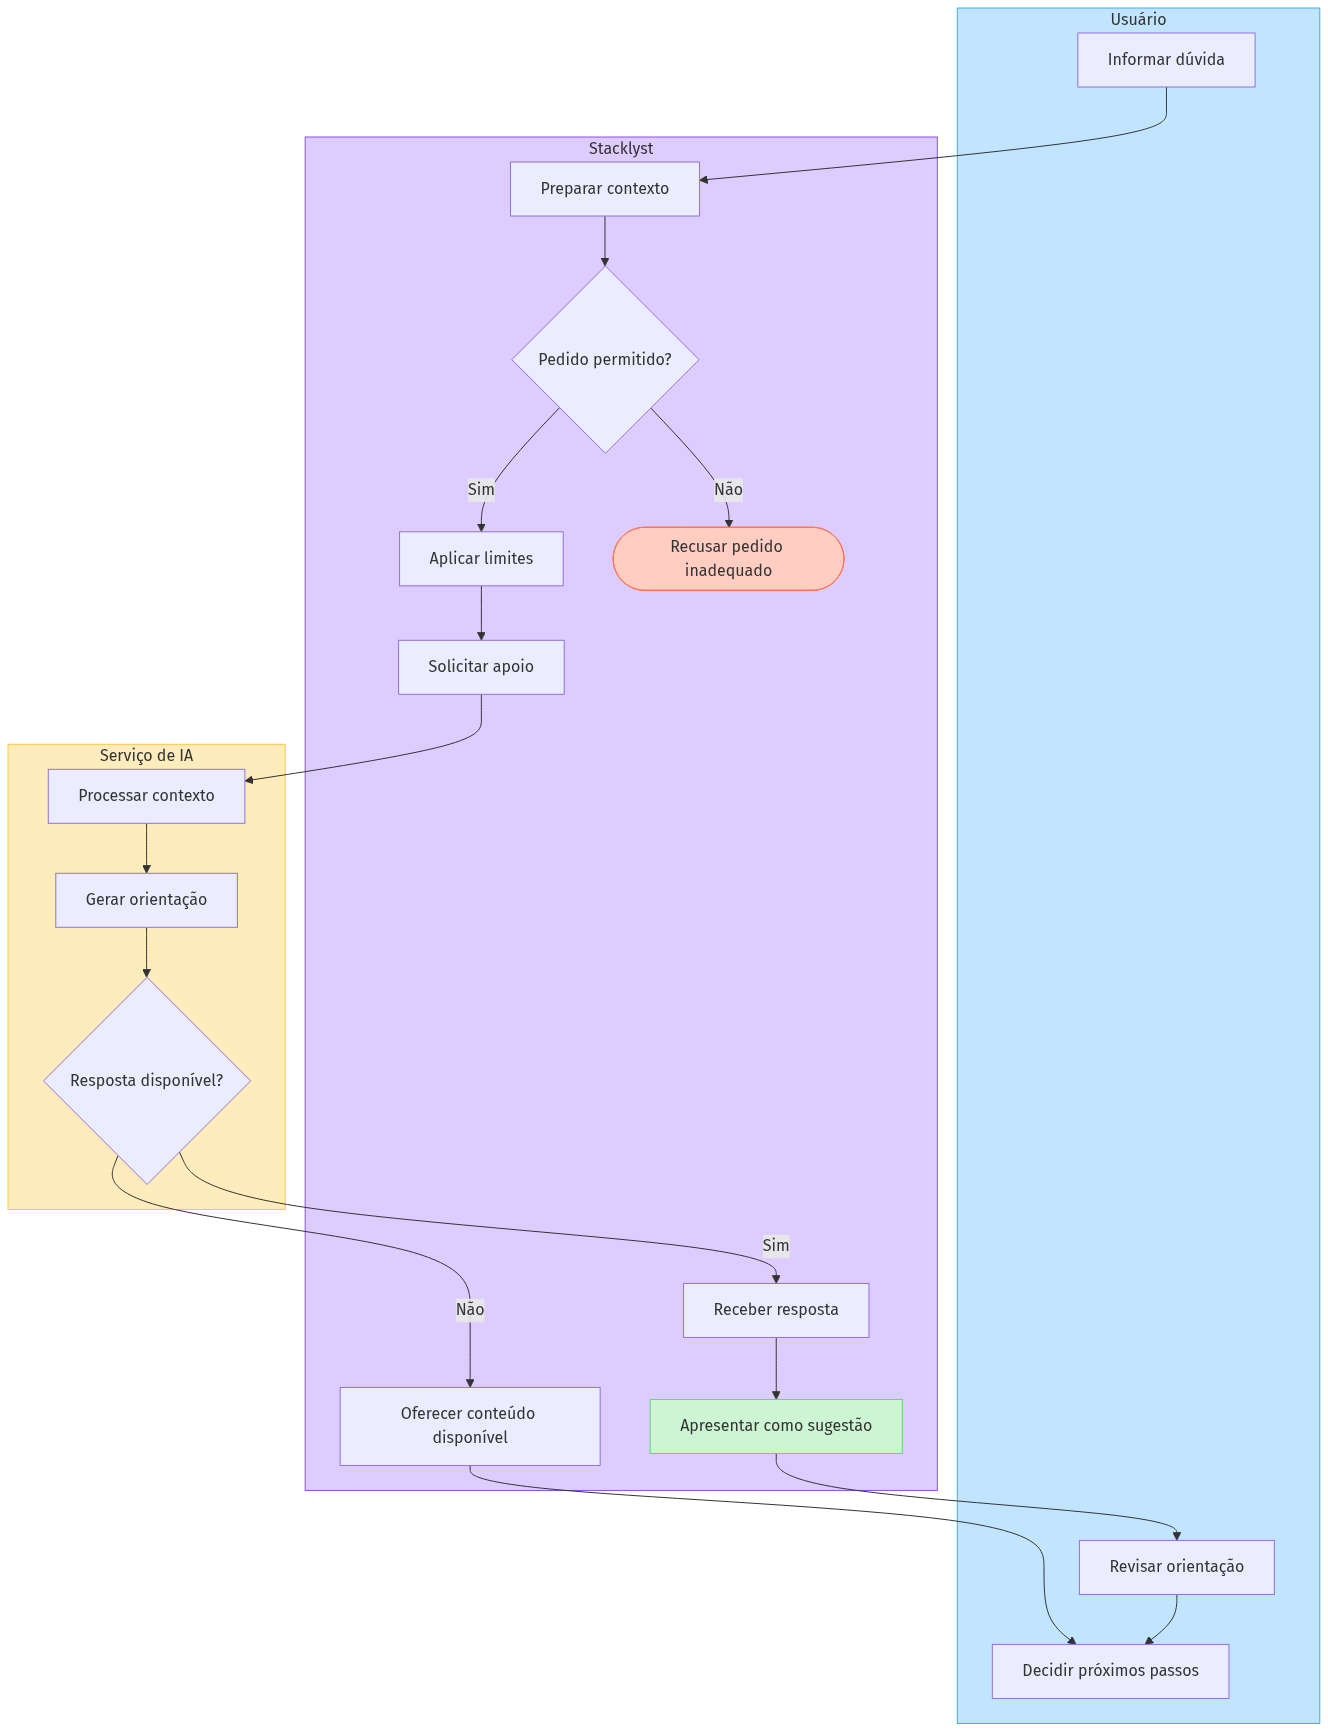 Usuário
Informar dúvida
Stacklyst
Preparar contexto
Pedido permitido?
Sim
Não
Aplicar limites
Recusar pedido
inadequado
Solicitar apoio
Serviço de IA
Processar contexto
Gerar orientação
Resposta disponível?
Sim
Não
Receber resposta
Oferecer conteúdo
disponível
Apresentar como sugestão
Revisar orientação
Decidir próximos passos